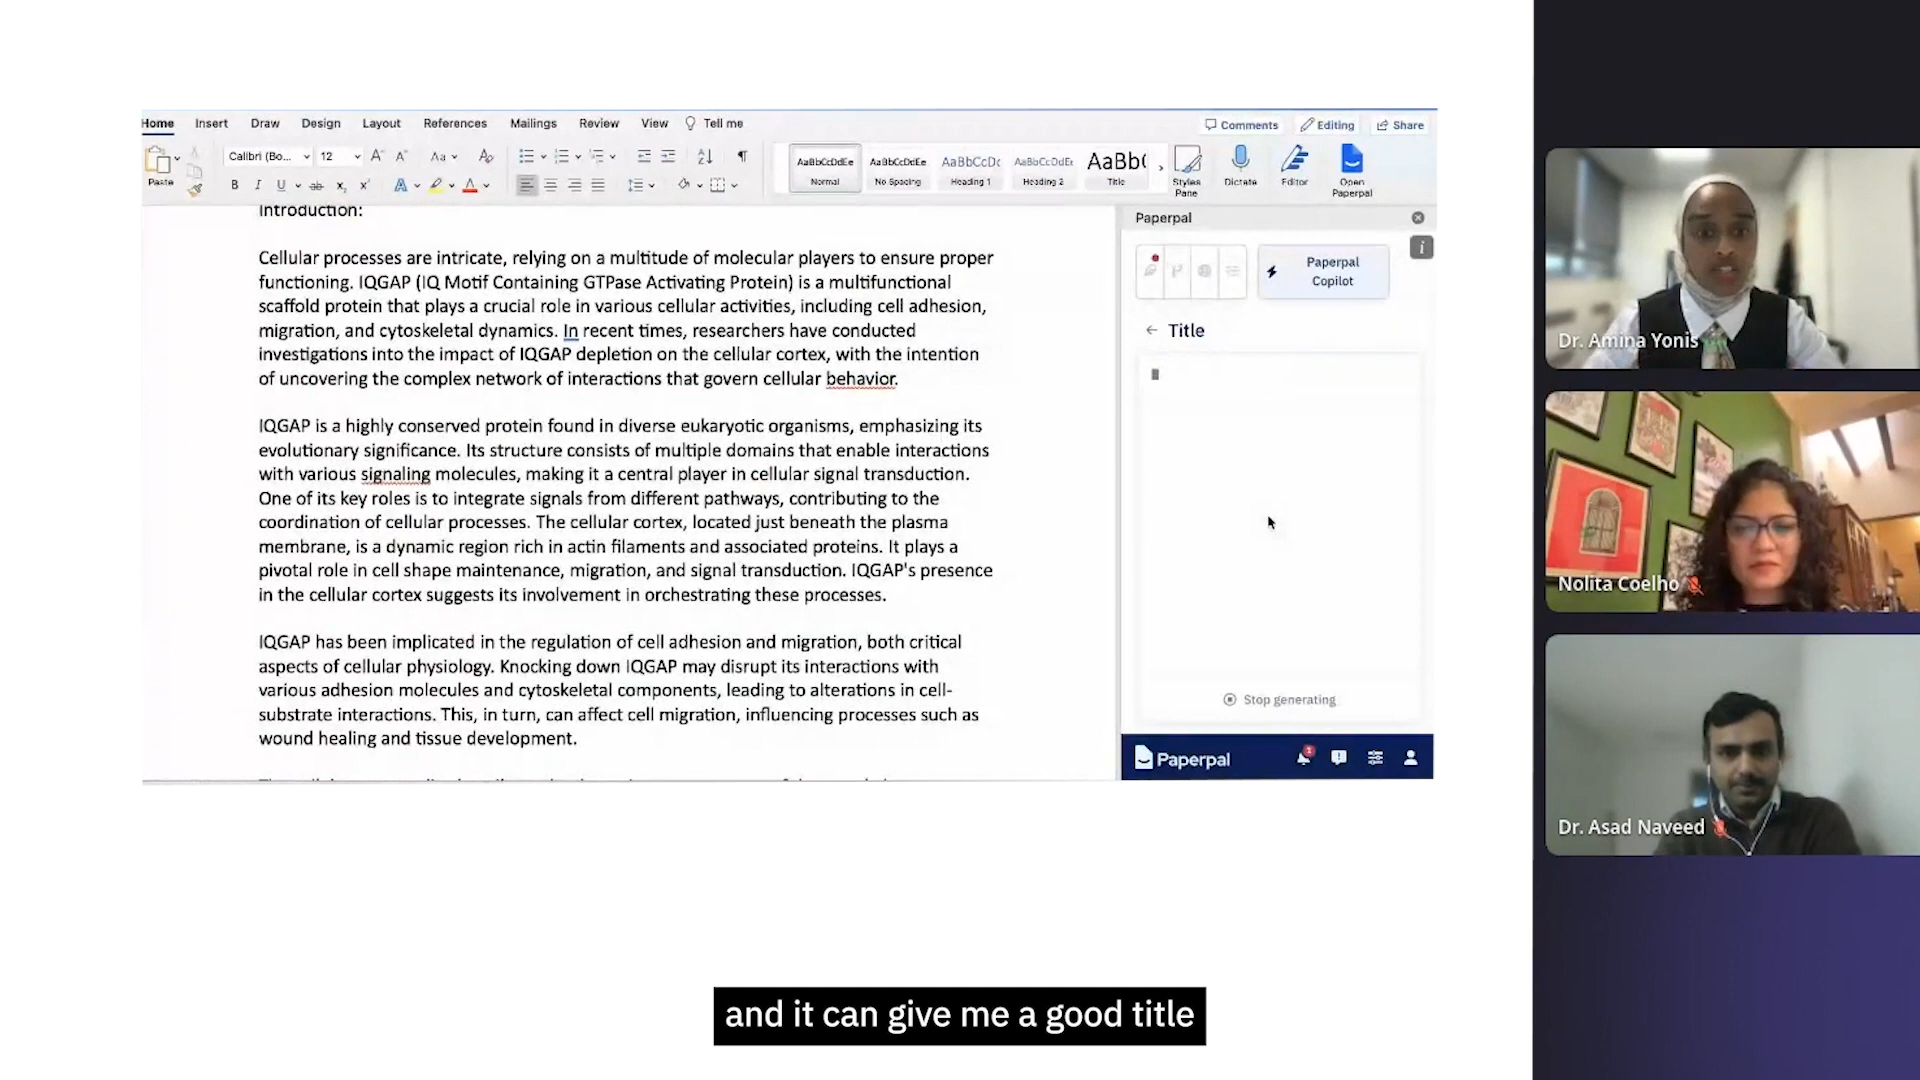 Home Insert Draw Design Layout References Mailings Review View Tell me
Comments Editing Share
Calibri (Bo... 12
Paste
AaBbCcDdEe AaBbCcDdEe AaBbCcDc AaBbCcDdEe AaBb(
Normal No Spacing Heading 1 Heading 2 Title
Styles Pane
Dictate
Editor
Open Paperpal
Introduction:
Cellular processes are intricate, relying on a multitude of molecular players to ensure proper
functioning. IQGAP (IQ Motif Containing GTPase Activating Protein) is a multifunctional
scaffold protein that plays a crucial role in various cellular activities, including cell adhesion,
migration, and cytoskeletal dynamics. In recent times, researchers have conducted
investigations into the impact of IQGAP depletion on the cellular cortex, with the intention
of uncovering the complex network of interactions that govern cellular behavior.
IQGAP is a highly conserved protein found in diverse eukaryotic organisms, emphasizing its
evolutionary significance. Its structure consists of multiple domains that enable interactions
with various signaling molecules, making it a central player in cellular signal transduction.
One of its key roles is to integrate signals from different pathways, contributing to the
coordination of cellular processes. The cellular cortex, located just beneath the plasma
membrane, is a dynamic region rich in actin filaments and associated proteins. It plays a
pivotal role in cell shape maintenance, migration, and signal transduction. IQGAP's presence
in the cellular cortex suggests its involvement in orchestrating these processes.
IQGAP has been implicated in the regulation of cell adhesion and migration, both critical
aspects of cellular physiology. Knocking down IQGAP may disrupt its interactions with
various adhesion molecules and cytoskeletal components, leading to alterations in cell-
substrate interactions. This, in turn, can affect cell migration, influencing processes such as
wound healing and tissue development.
Paperpal
Paperpal
Copilot
Title
Stop generating
Paperpal
1
Dr. Amina Yonis
Nolita Coelho
Dr. Asad Naveed
and it can give me a good title